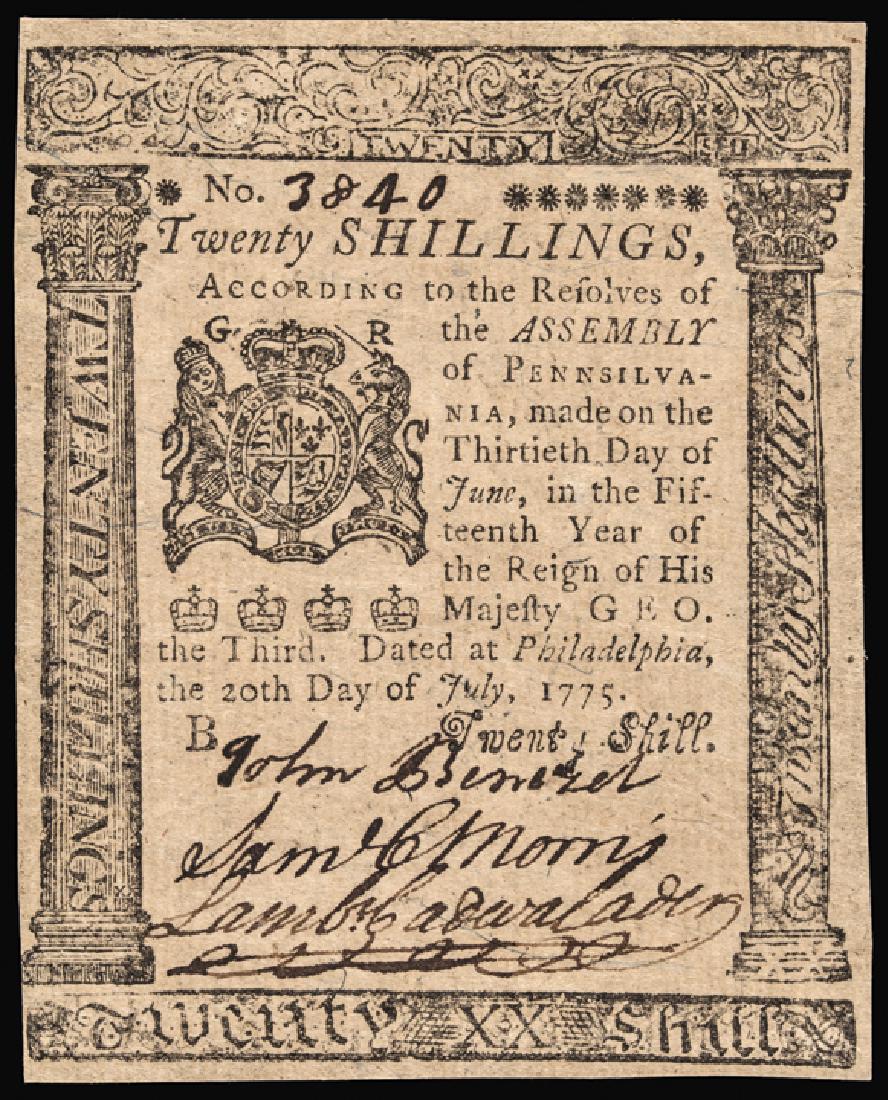 TWENTY SH
No. 3840
Twenty SHILLINGS,
ACCORDING to the Reſolves of
G R the ASSEMBLY
of PENNSILVA-
NIA, made on the
Thirtieth Day of
June, in the Fif-
teenth Year of
the Reign of His
Majeſty GEO.
the Third. Dated at Philadelphia,
the 20th Day of July, 1775.
B Twenty Shill.
John Benezet
Saml C Morris
Lambt Cadwalader
TWENTY SHILLINGS
XX
Twenty XX Shill